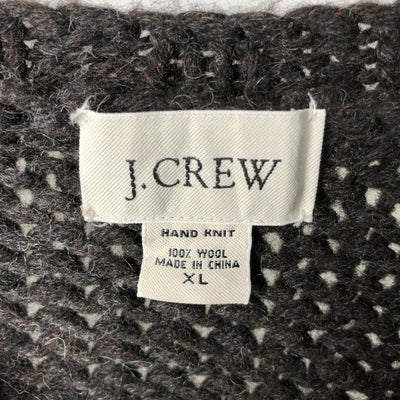 J.CREW
HAND KNIT
100% WOOL
MADE IN CHINA
XL